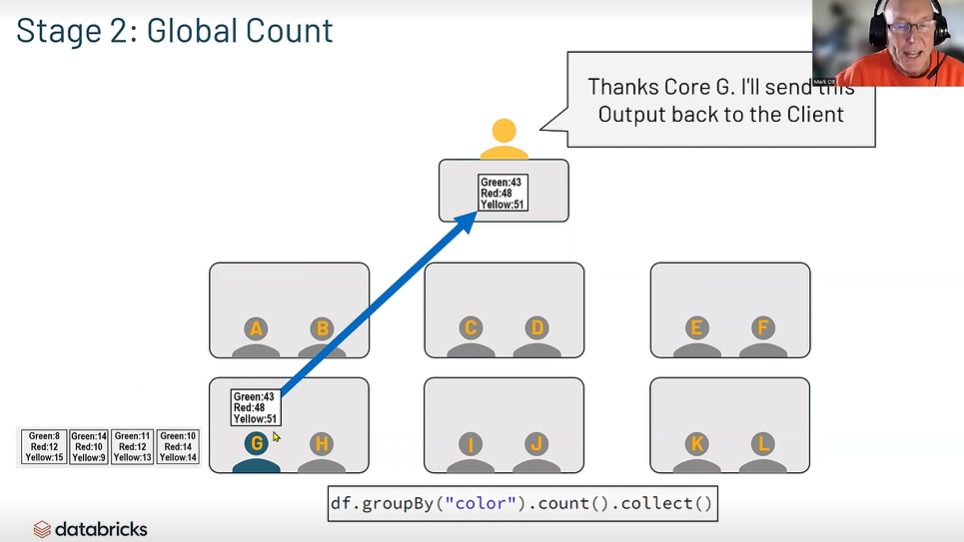 Stage 2: Global Count
Mark Ott
Thanks Core G. I'll send this
Output back to the Client
Green:43
Red:48
Yellow:51
A
B
C
D
E
F
Green:43
Red:48
Yellow:51
Green:8
Red:12
Yellow:15
Green:14
Red:10
Yellow:9
Green:11
Red:12
Yellow:13
Green:10
Red:14
Yellow:14
G
H
I
J
K
L
df.groupBy("color").count().collect()
databricks